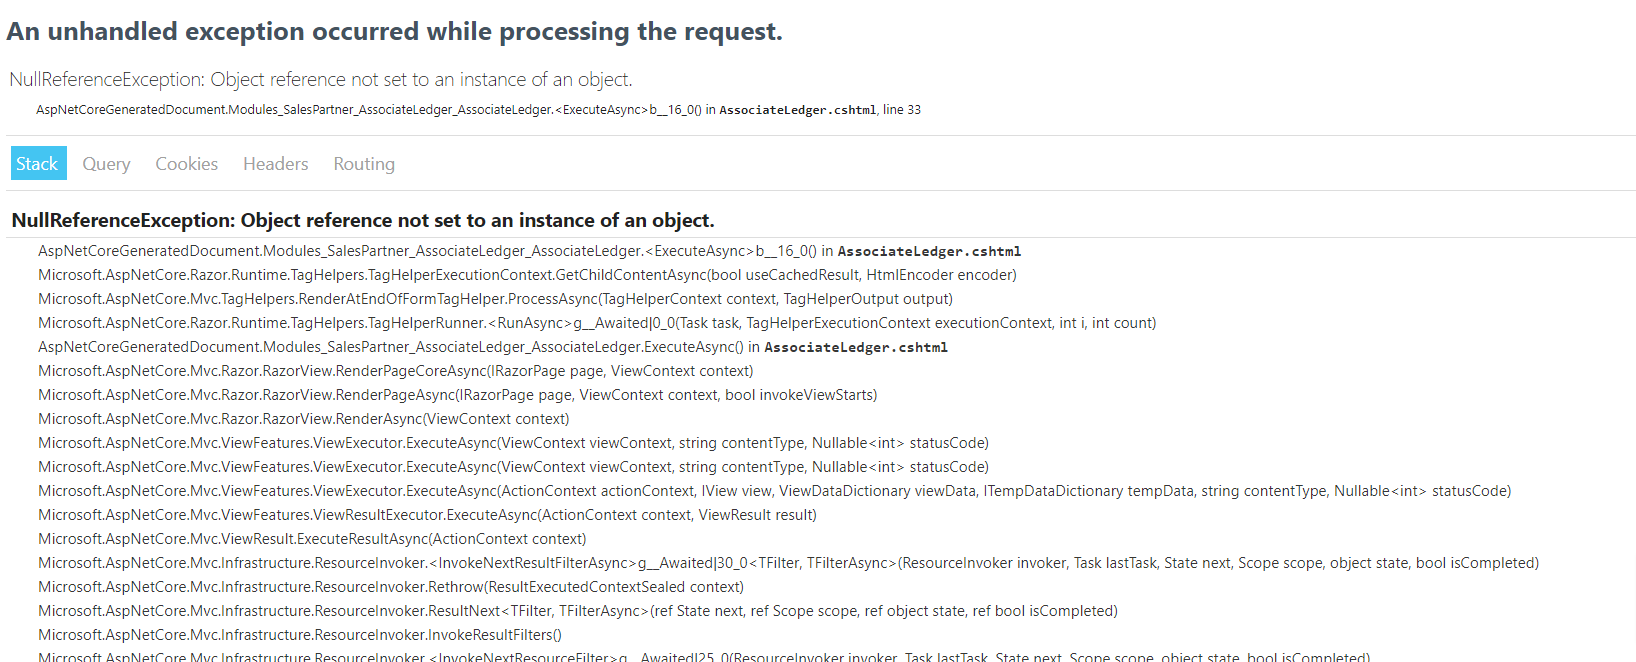 An unhandled exception occurred while processing the request.
NullReferenceException: Object reference not set to an instance of an object.
AspNetCoreGeneratedDocument.Modules_SalesPartner_AssociateLedger_AssociateLedger.<ExecuteAsync>b__16_0() in AssociateLedger.cshtml, line 33
Stack Query Cookies Headers Routing
NullReferenceException: Object reference not set to an instance of an object.
AspNetCoreGeneratedDocument.Modules_SalesPartner_AssociateLedger_AssociateLedger.<ExecuteAsync>b__16_0() in AssociateLedger.cshtml
Microsoft.AspNetCore.Razor.Runtime.TagHelpers.TagHelperExecutionContext.GetChildContentAsync(bool useCachedResult, HtmlEncoder encoder)
Microsoft.AspNetCore.Mvc.TagHelpers.RenderAtEndOfFormTagHelper.ProcessAsync(TagHelperContext context, TagHelperOutput output)
Microsoft.AspNetCore.Razor.Runtime.TagHelpers.TagHelperRunner.<RunAsync>g__Awaited|0_0(Task task, TagHelperExecutionContext executionContext, int i, int count)
AspNetCoreGeneratedDocument.Modules_SalesPartner_AssociateLedger_AssociateLedger.ExecuteAsync() in AssociateLedger.cshtml
Microsoft.AspNetCore.Mvc.Razor.RazorView.RenderPageCoreAsync(IRazorPage page, ViewContext context)
Microsoft.AspNetCore.Mvc.Razor.RazorView.RenderPageAsync(IRazorPage page, ViewContext context, bool invokeViewStarts)
Microsoft.AspNetCore.Mvc.Razor.RazorView.RenderAsync(ViewContext context)
Microsoft.AspNetCore.Mvc.ViewFeatures.ViewExecutor.ExecuteAsync(ViewContext viewContext, string contentType, Nullable<int> statusCode)
Microsoft.AspNetCore.Mvc.ViewFeatures.ViewExecutor.ExecuteAsync(ViewContext viewContext, string contentType, Nullable<int> statusCode)
Microsoft.AspNetCore.Mvc.ViewFeatures.ViewExecutor.ExecuteAsync(ActionContext actionContext, IView view, ViewDataDictionary viewData, ITempDataDictionary tempData, string contentType, Nullable<int> statusCode)
Microsoft.AspNetCore.Mvc.ViewFeatures.ViewResultExecutor.ExecuteAsync(ActionContext context, ViewResult result)
Microsoft.AspNetCore.Mvc.ViewResult.ExecuteResultAsync(ActionContext context)
Microsoft.AspNetCore.Mvc.Infrastructure.ResourceInvoker.<InvokeNextResultFilterAsync>g__Awaited|30_0<TFilter, TFilterAsync>(ResourceInvoker invoker, Task lastTask, State next, Scope scope, object state, bool isCompleted)
Microsoft.AspNetCore.Mvc.Infrastructure.ResourceInvoker.Rethrow(ResultExecutedContextSealed context)
Microsoft.AspNetCore.Mvc.Infrastructure.ResourceInvoker.ResultNext<TFilter, TFilterAsync>(ref State next, ref Scope scope, ref object state, ref bool isCompleted)
Microsoft.AspNetCore.Mvc.Infrastructure.ResourceInvoker.InvokeResultFilters()
Microsoft.AspNetCore.Mvc.Infrastructure.ResourceInvoker.<InvokeNextResourceFilter>g__Awaited|25_0(ResourceInvoker invoker, Task lastTask, State next, Scope scope, object state, bool isCompleted)